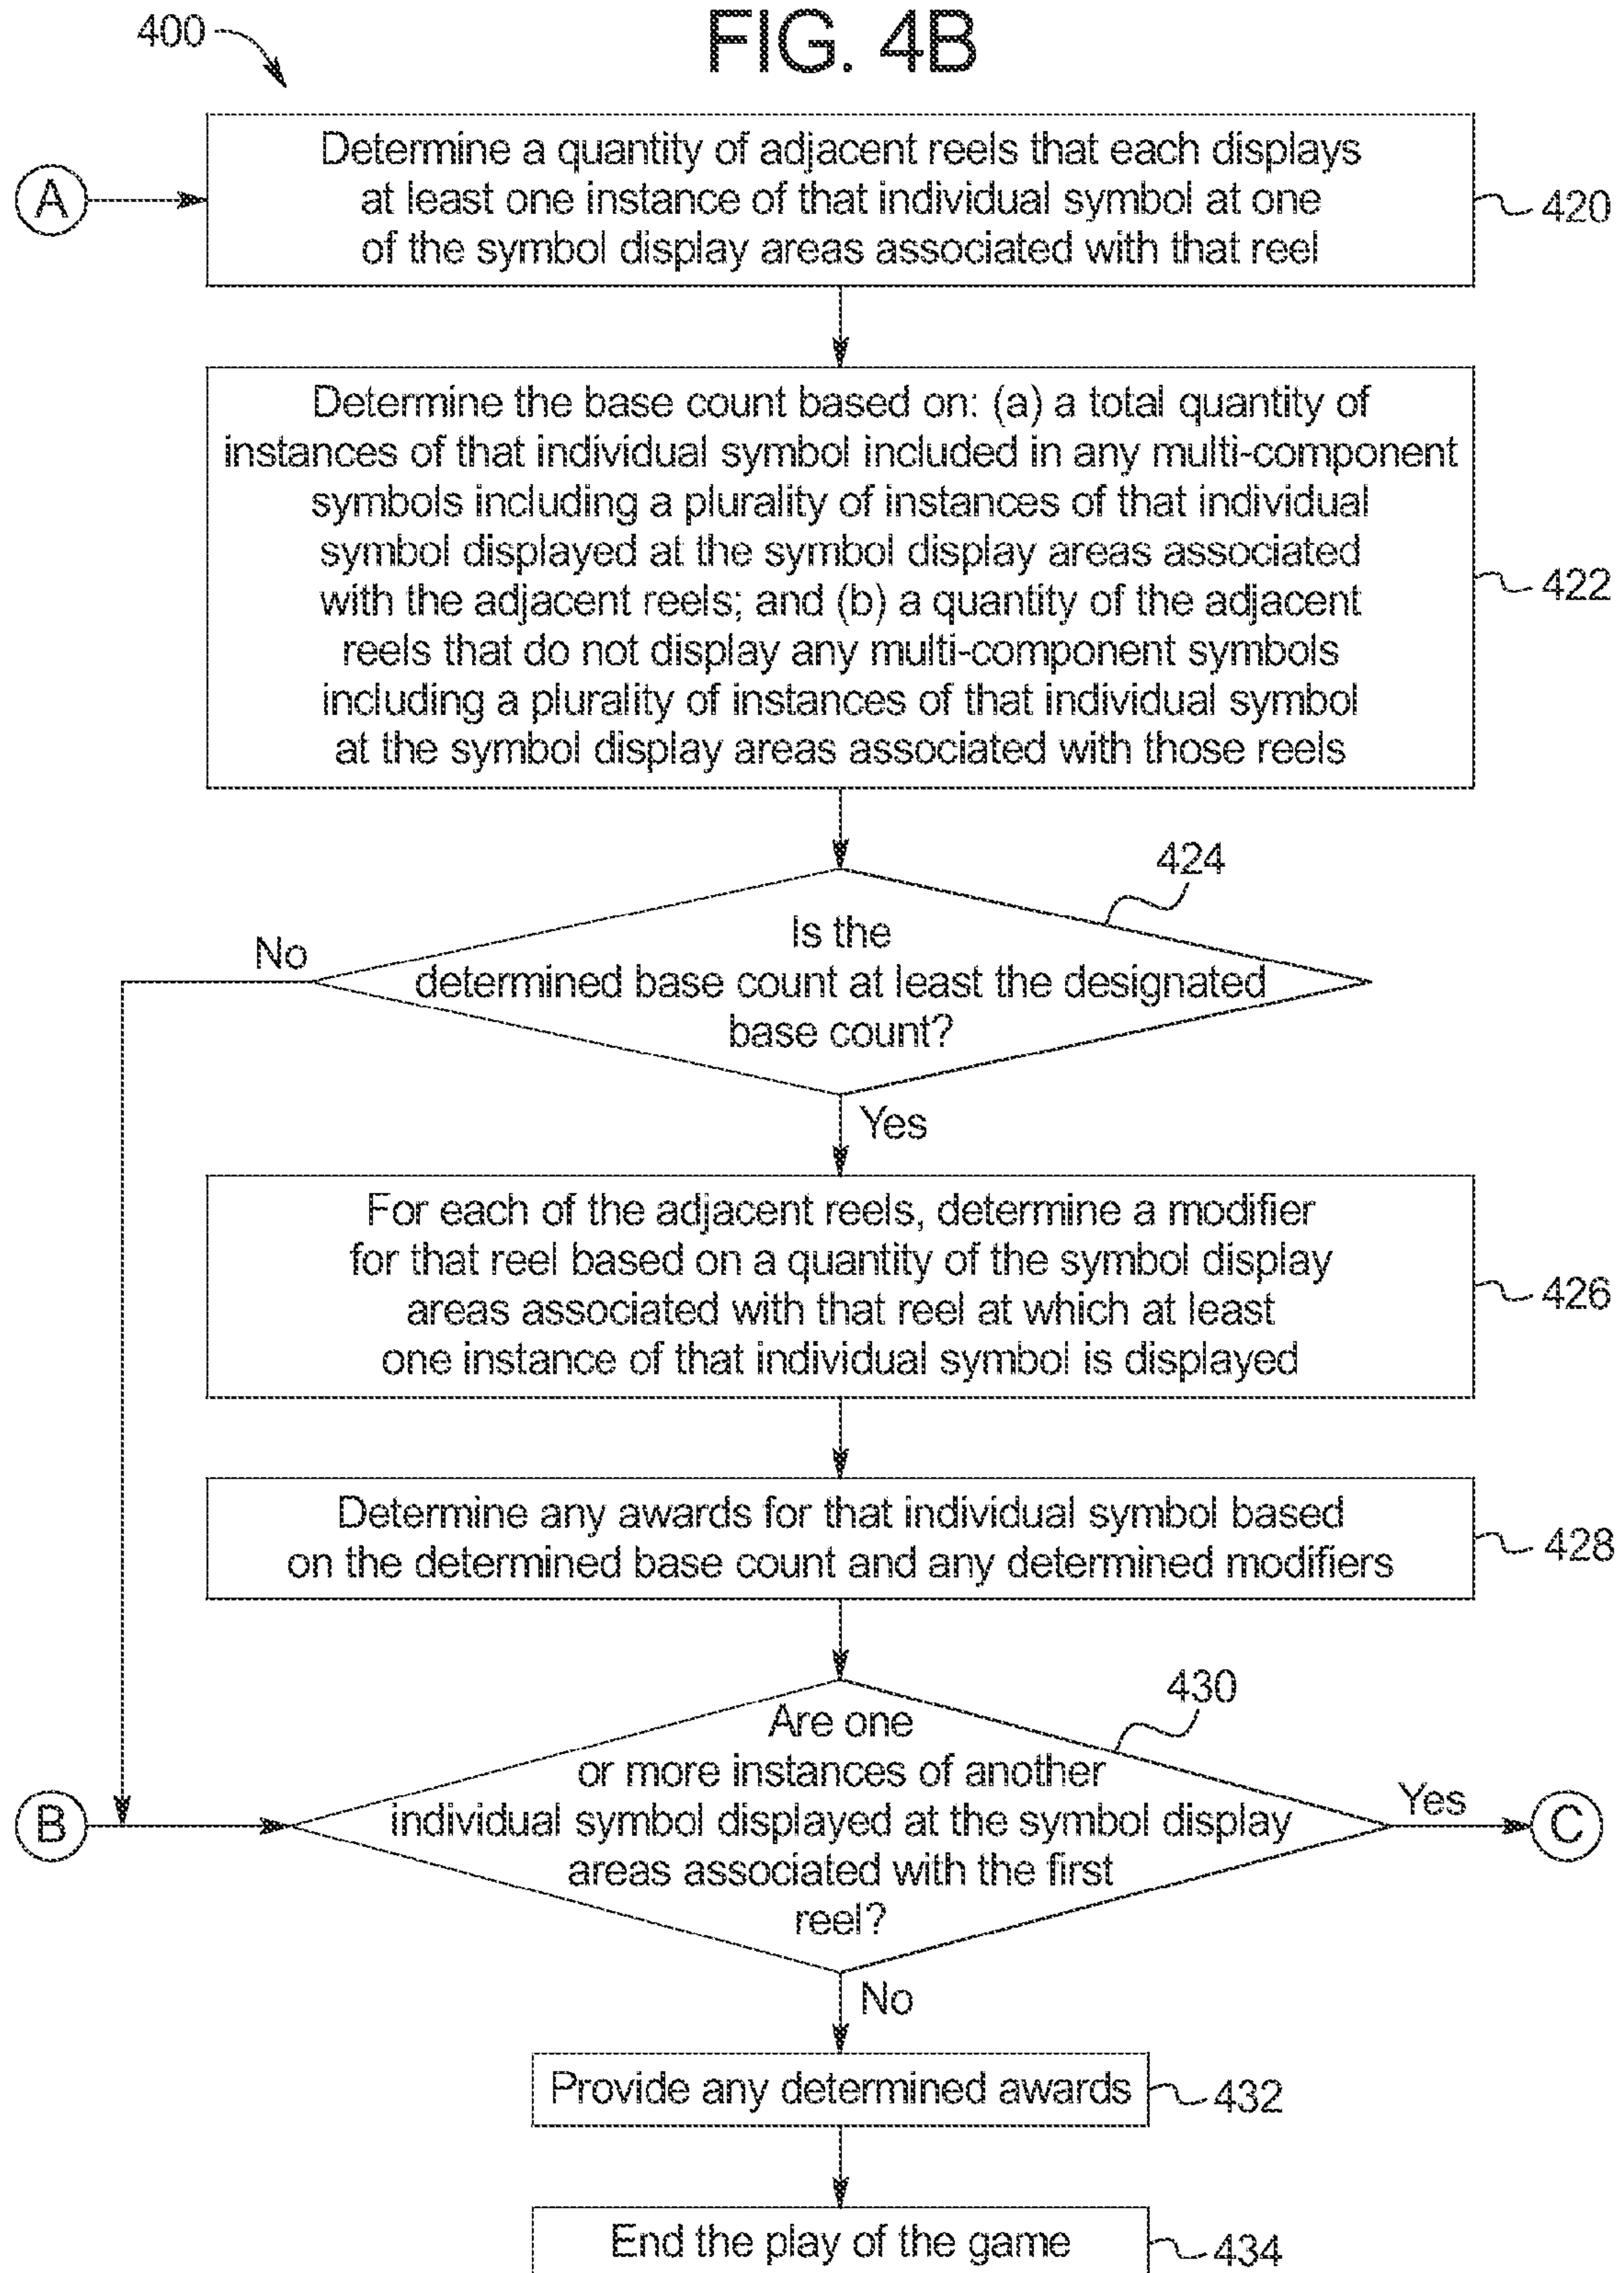 FIG. 4B
400
A
Determine a quantity of adjacent reels that each displays
at least one instance of that individual symbol at one
of the symbol display areas associated with that reel
420
Determine the base count based on: (a) a total quantity of
instances of that individual symbol included in any multi-component
symbols including a plurality of instances of that individual
symbol displayed at the symbol display areas associated
with the adjacent reels; and (b) a quantity of the adjacent
reels that do not display any multi-component symbols
including a plurality of instances of that individual symbol
at the symbol display areas associated with those reels
422
424
Is the
determined base count at least the designated
base count?
No
Yes
For each of the adjacent reels, determine a modifier
for that reel based on a quantity of the symbol display
areas associated with that reel at which at least
one instance of that individual symbol is displayed
426
Determine any awards for that individual symbol based
on the determined base count and any determined modifiers
428
430
Are one
or more instances of another
individual symbol displayed at the symbol display
areas associated with the first
reel?
B
Yes
C
No
Provide any determined awards
432
End the play of the game
434